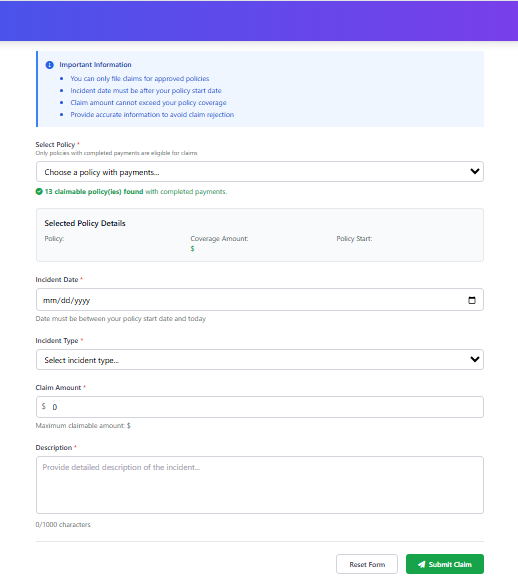 Important Information
You can only file claims for approved policies
Incident date must be after your policy start date
Claim amount cannot exceed your policy coverage
Provide accurate information to avoid claim rejection
Select Policy *
Only policies with completed payments are eligible for claims
Choose a policy with payments...
13 claimable policy(ies) found with completed payments.
Selected Policy Details
Policy: Coverage Amount: Policy Start:
$
Incident Date *
mm/dd/yyyy
Date must be between your policy start date and today
Incident Type *
Select incident type...
Claim Amount *
$ 0
Maximum claimable amount: $
Description *
Provide detailed description of the incident...
0/1000 characters
Reset Form Submit Claim